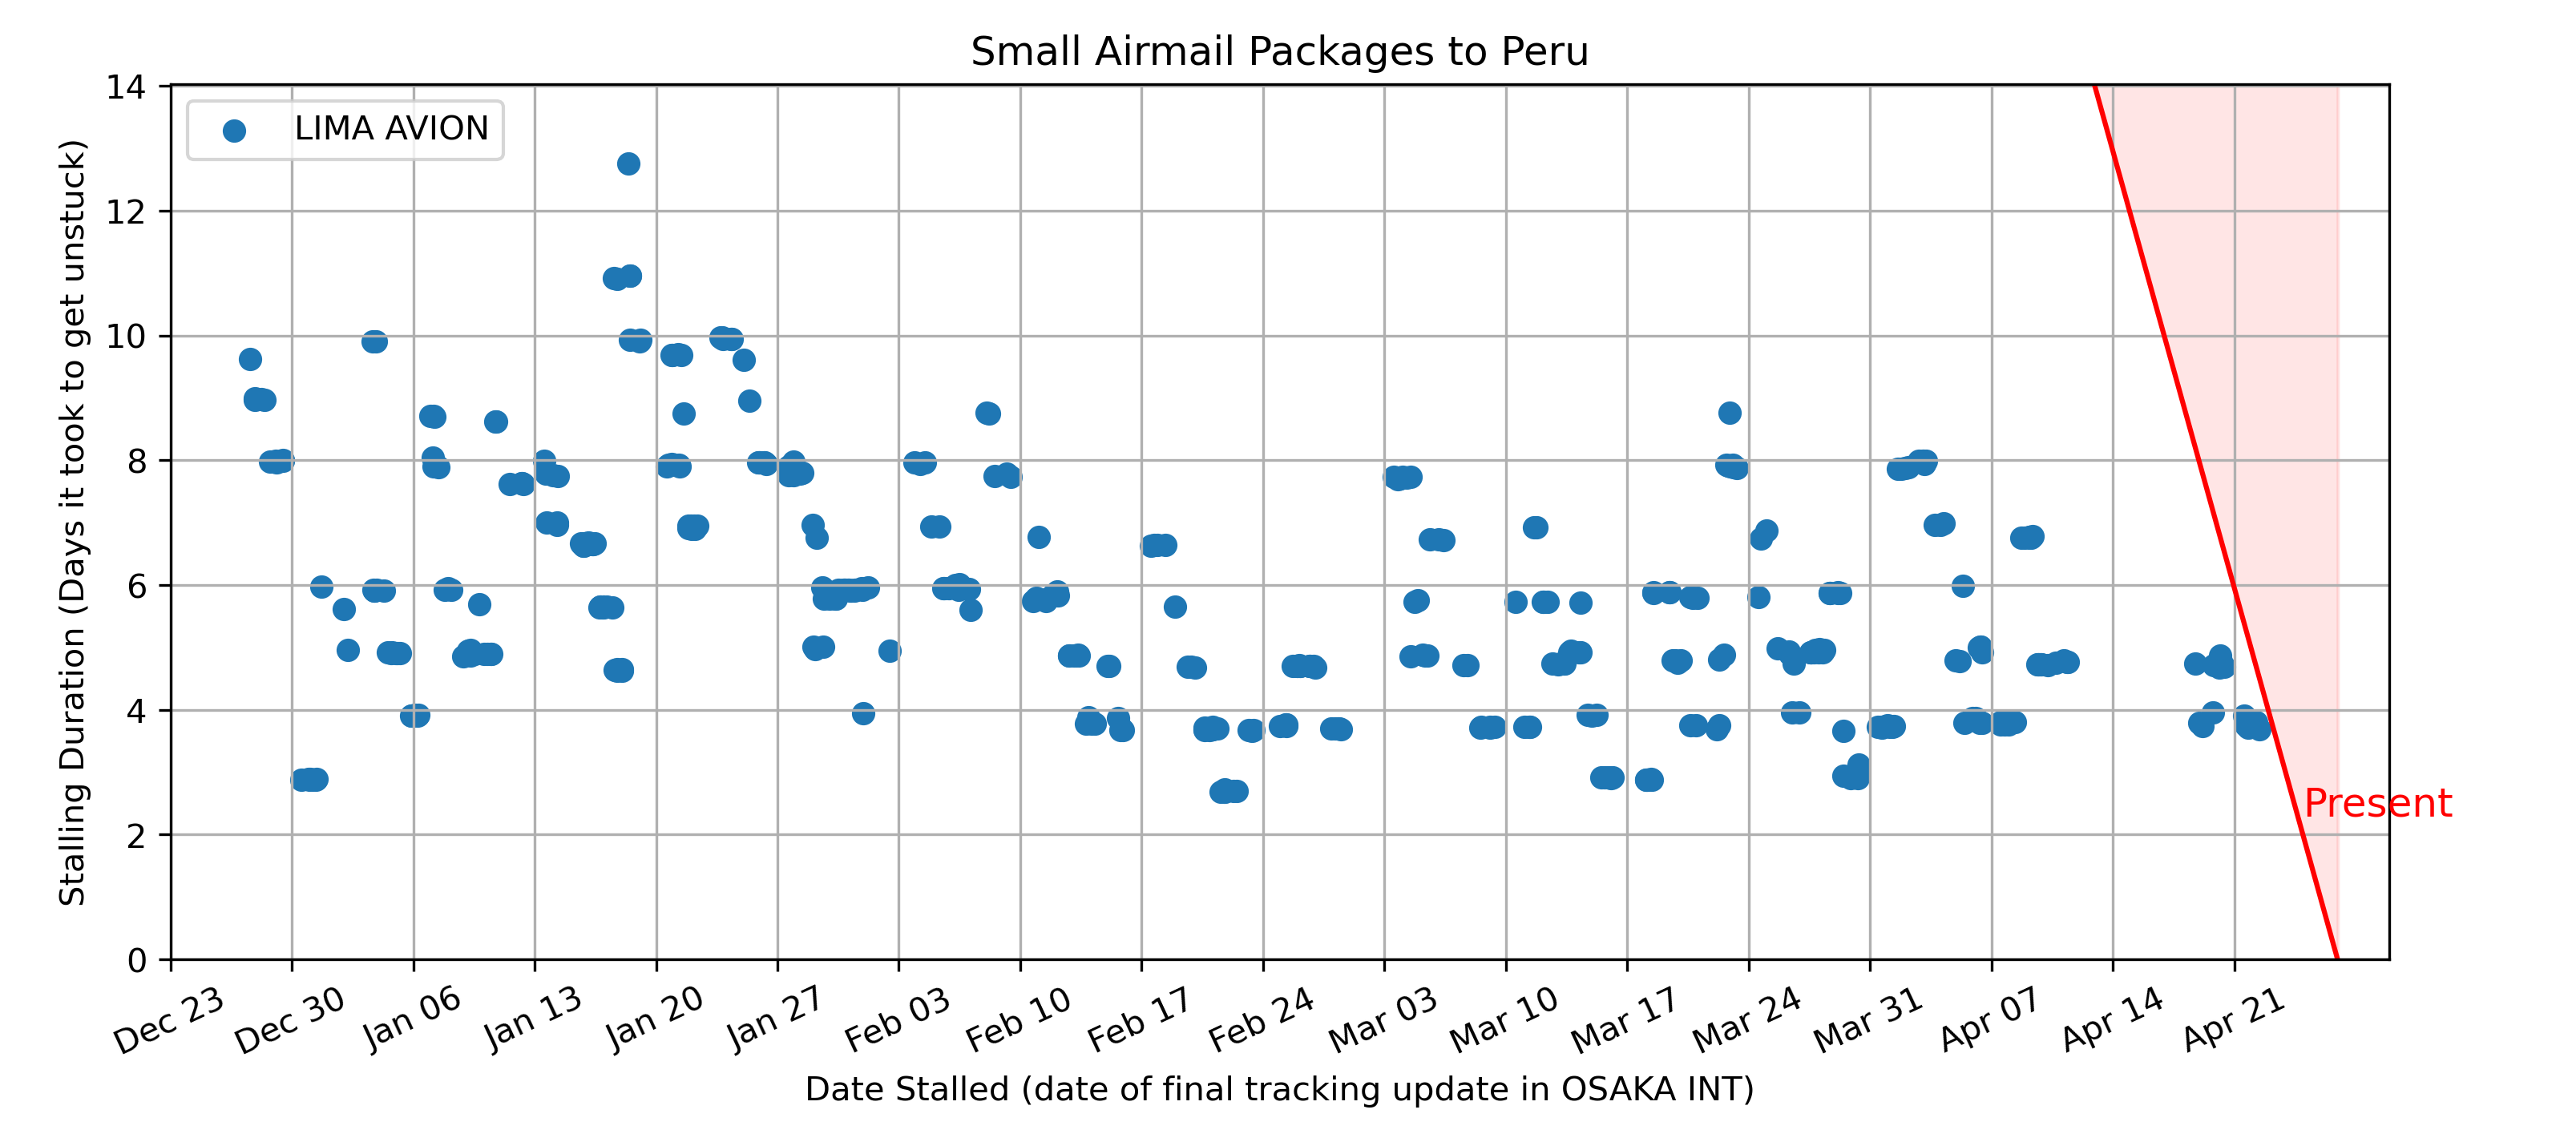 Small Airmail Packages to Peru
LIMA AVION
Stalling Duration (Days it took to get unstuck)
14
12
10
8
6
4
2
0
Present
Dec 23
Dec 30
Jan 06
Jan 13
Jan 20
Jan 27
Feb 03
Feb 10
Feb 17
Feb 24
Mar 03
Mar 10
Mar 17
Mar 24
Mar 31
Apr 07
Apr 14
Apr 21
Date Stalled (date of final tracking update in OSAKA INT)